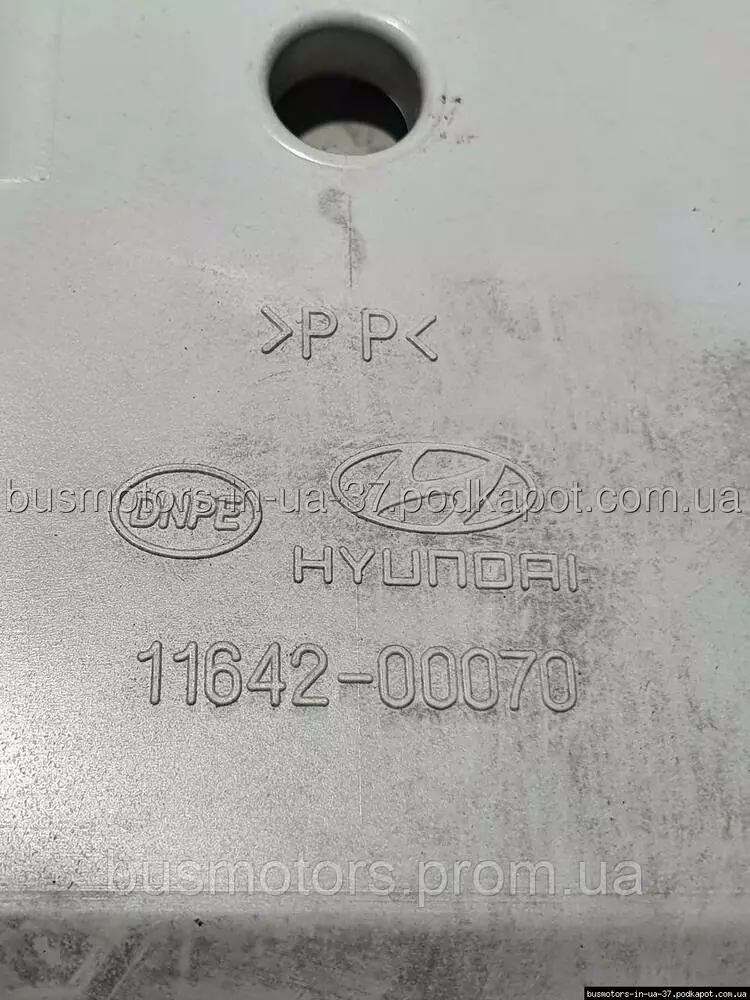 >PP<
busmotors-in-ua-37.podkapot.com.ua
DNPE
HYUNDAI
11642-00070
busmotors.prom.ua
busmotors-in-ua-37.podkapot.com.ua